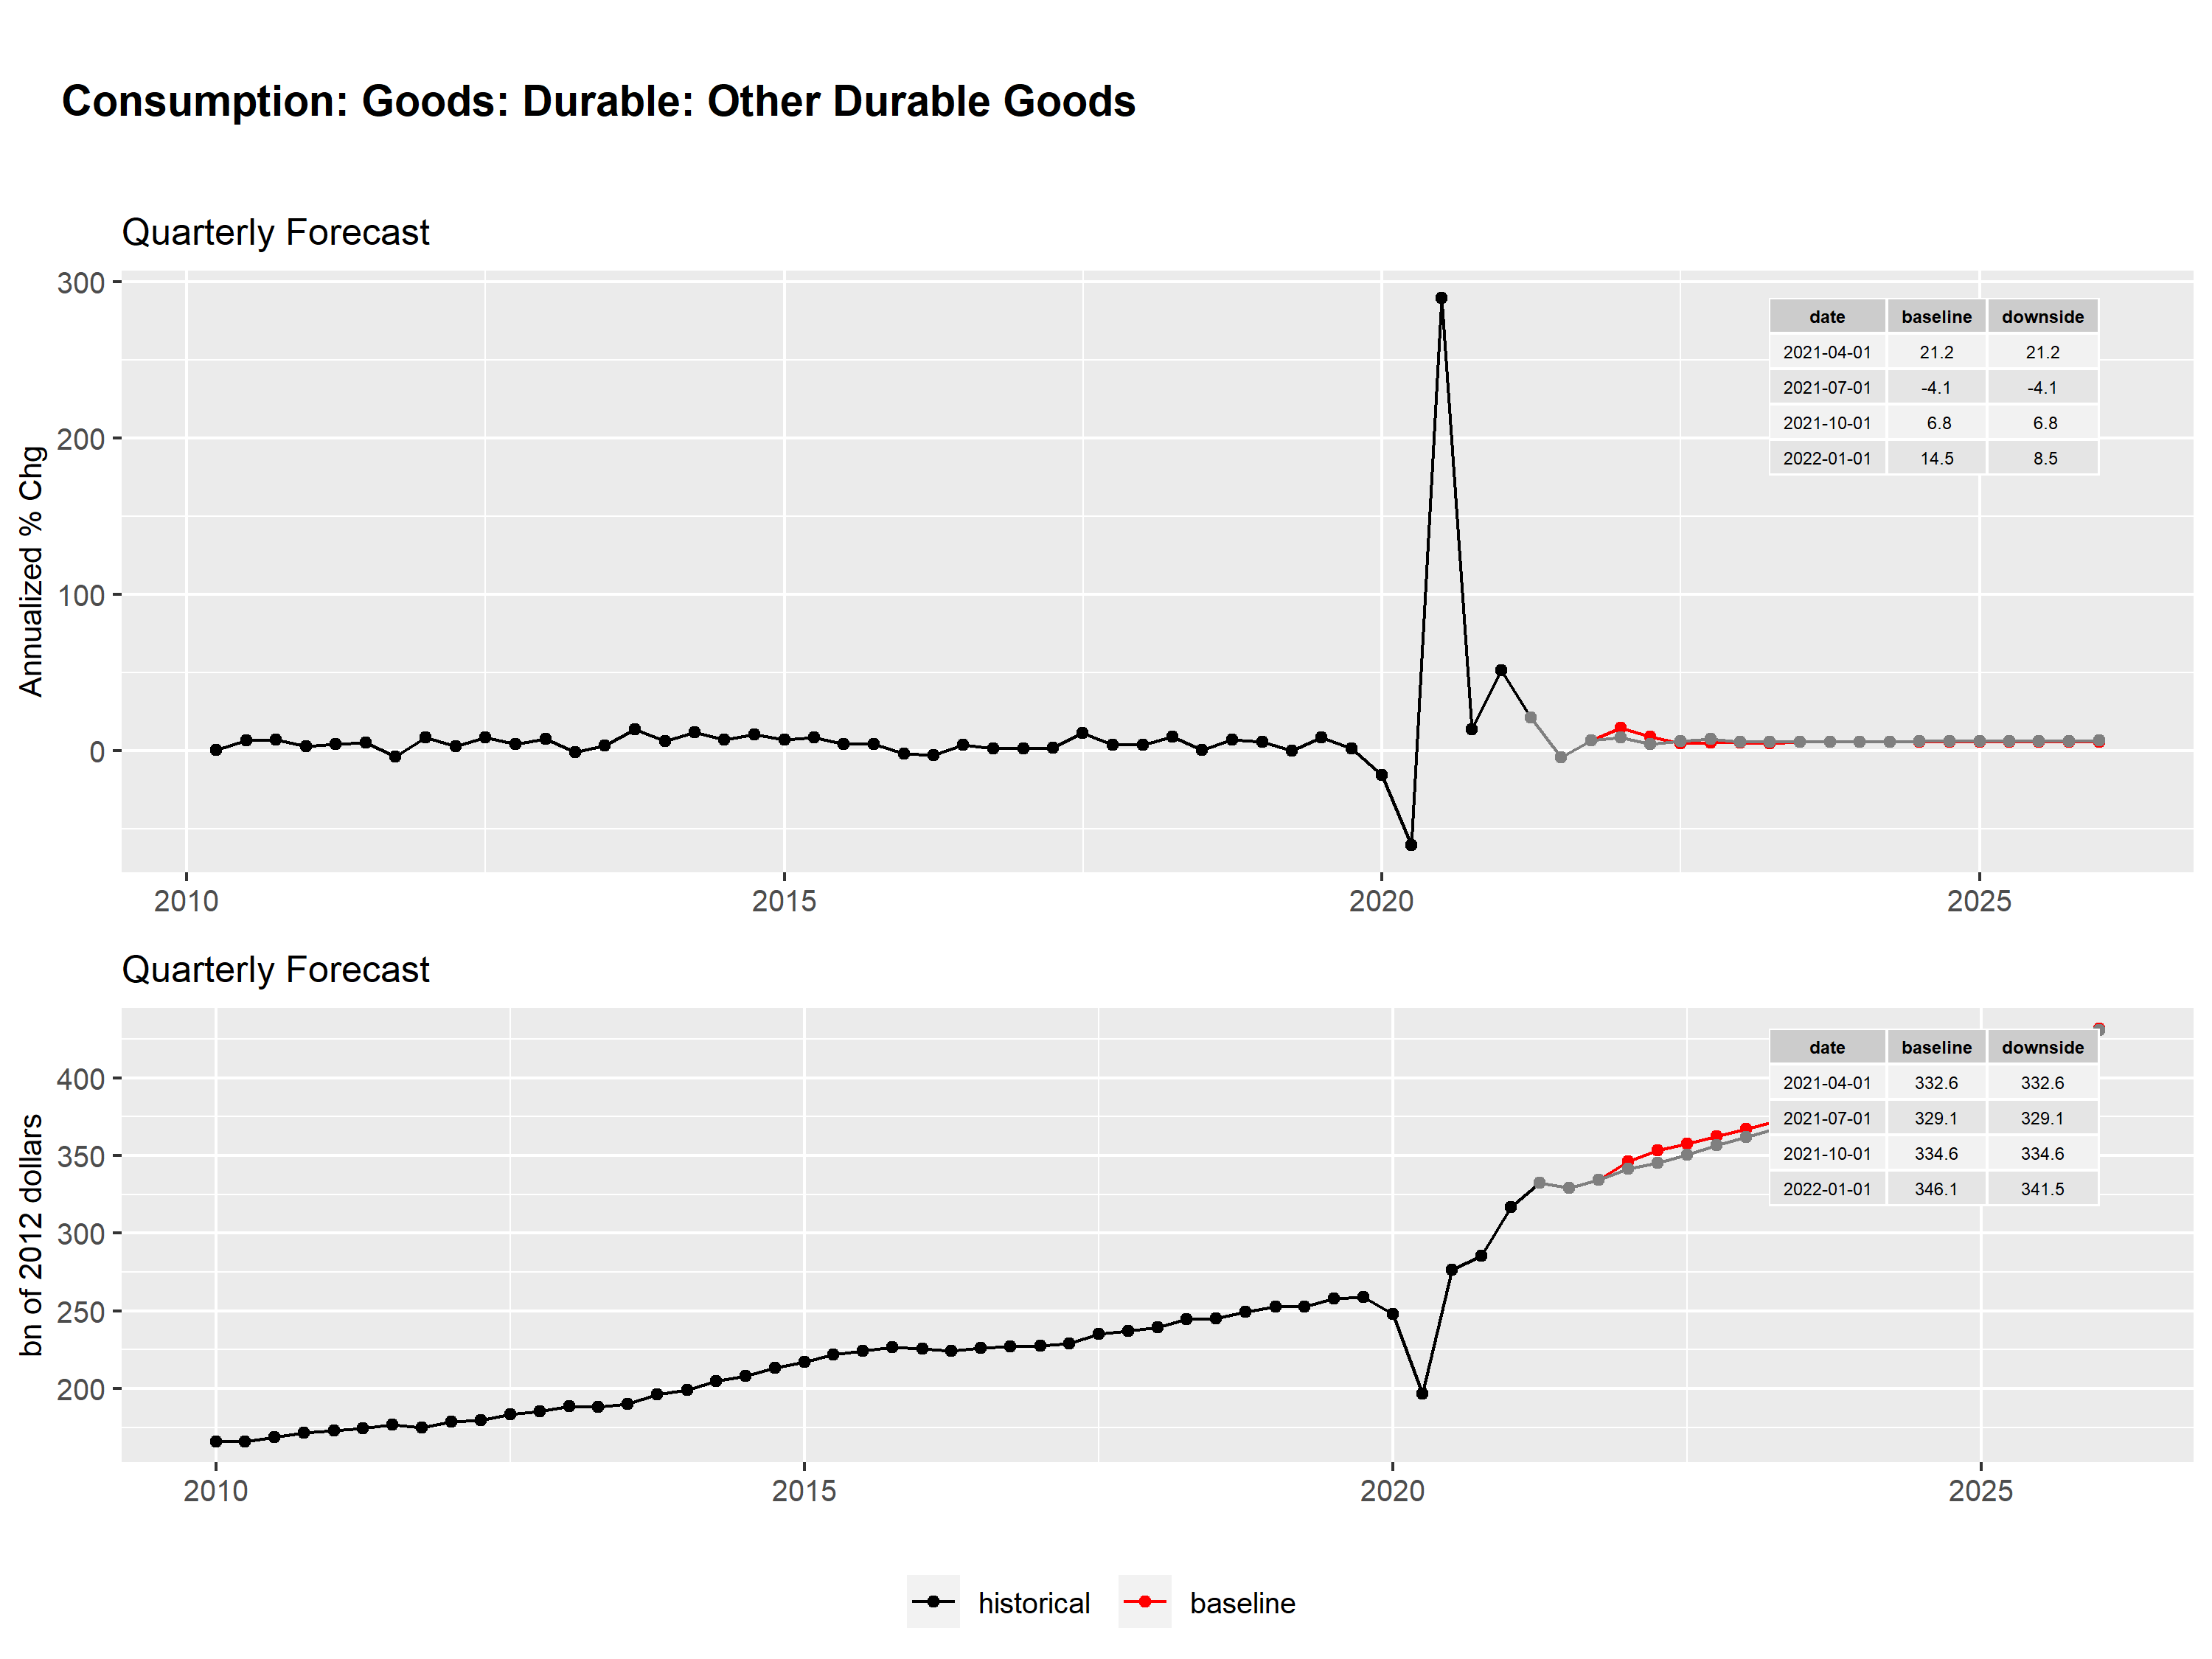 Consumption: Goods: Durable: Other Durable Goods
Quarterly Forecast
Annualized % Chg
300
200
100
0
date baseline downside
2021-04-01 21.2 21.2
2021-07-01 -4.1 -4.1
2021-10-01 6.8 6.8
2022-01-01 14.5 8.5
2010 2015 2020 2025
Quarterly Forecast
bn of 2012 dollars
400
350
300
250
200
date baseline downside
2021-04-01 332.6 332.6
2021-07-01 329.1 329.1
2021-10-01 334.6 334.6
2022-01-01 346.1 341.5
2010 2015 2020 2025
historical baseline